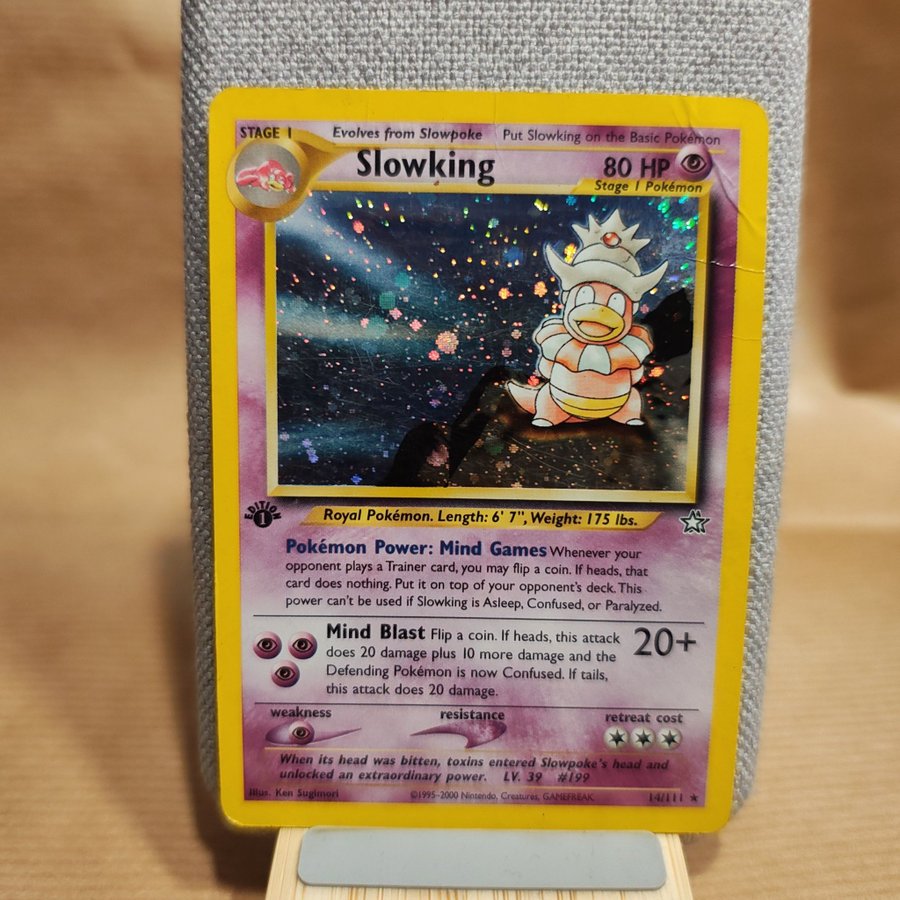 STAGE 1 Evolves from Slowpoke Put Slowking on the Basic Pokémon
Slowking 80 HP
Stage 1 Pokémon
EDITION
1
Royal Pokémon. Length: 6' 7", Weight: 175 lbs.
Pokémon Power: Mind Games Whenever your
opponent plays a Trainer card, you may flip a coin. If heads, that
card does nothing. Put it on top of your opponent's deck. This
power can't be used if Slowking is Asleep, Confused, or Paralyzed.
Mind Blast Flip a coin. If heads, this attack 20+
does 20 damage plus 10 more damage and the
Defending Pokémon is now Confused. If tails,
this attack does 20 damage.
weakness resistance retreat cost
When its head was bitten, toxins entered Slowpoke's head and
unlocked an extraordinary power. LV. 39 #199
Illus. Ken Sugimori ©1995-2000 Nintendo, Creatures, GAMEFREAK 14/111